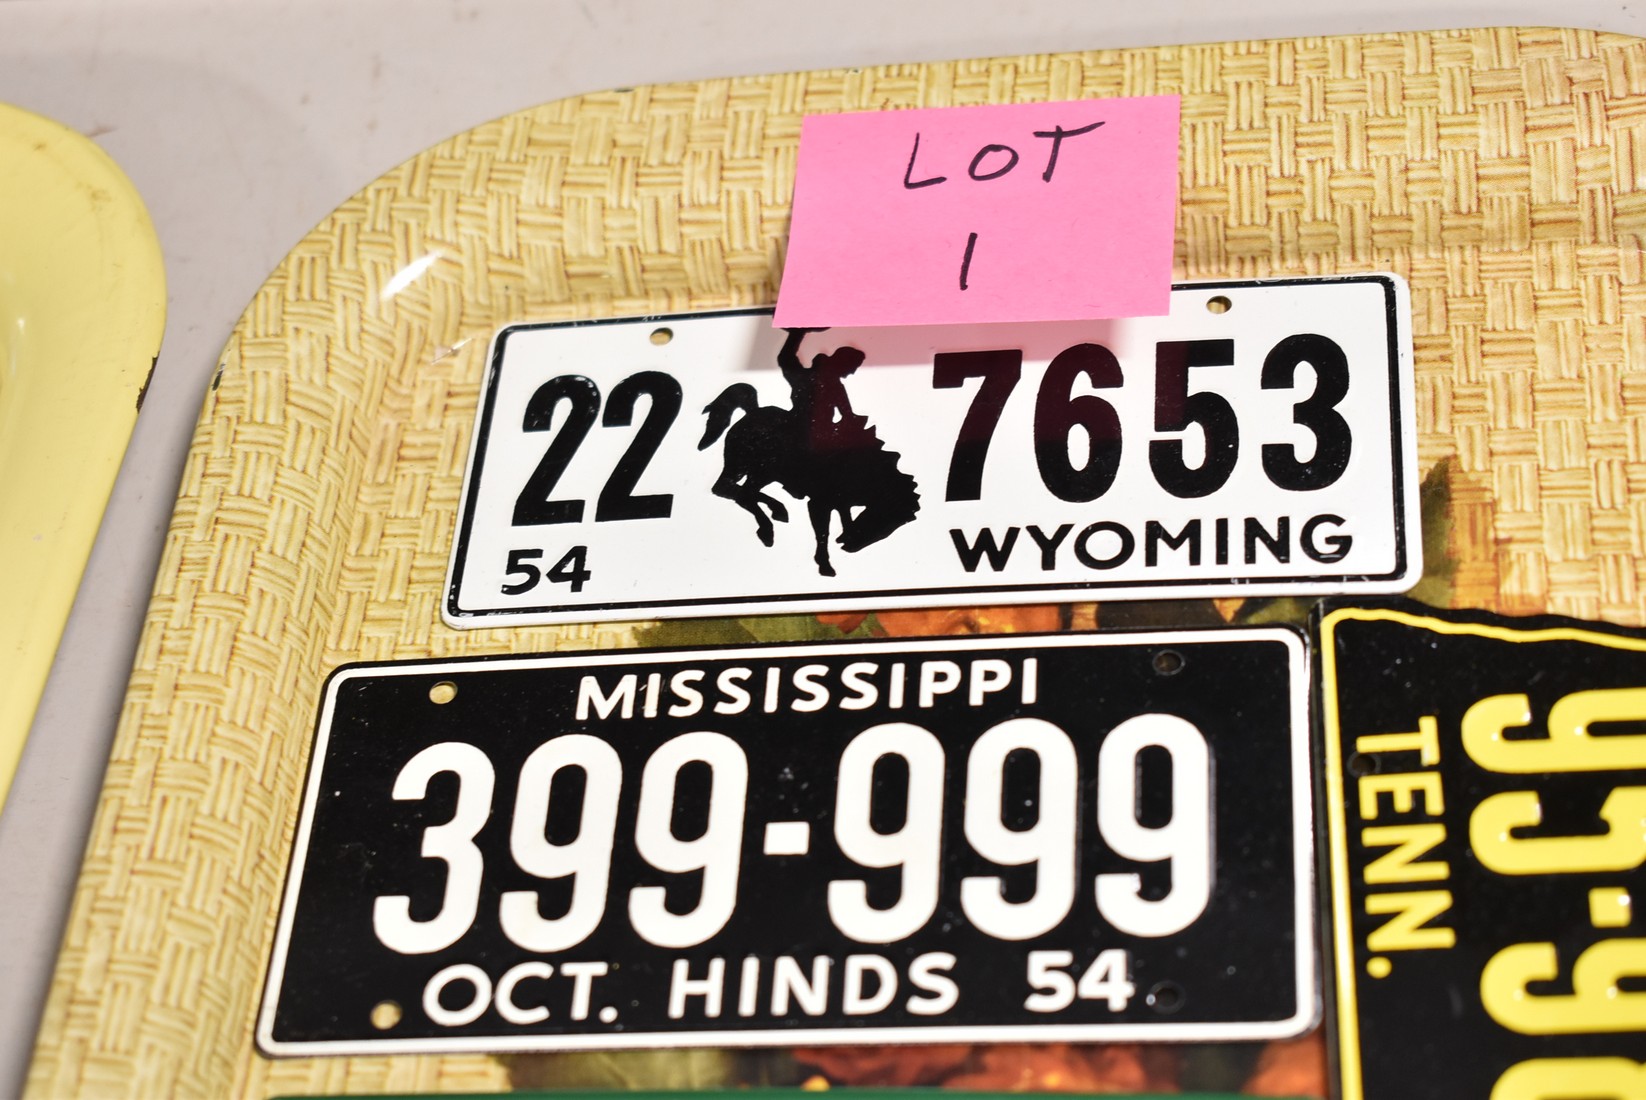 LOT
1
22 7653
54 WYOMING
MISSISSIPPI
399-999
OCT. HINDS 54
TENN.